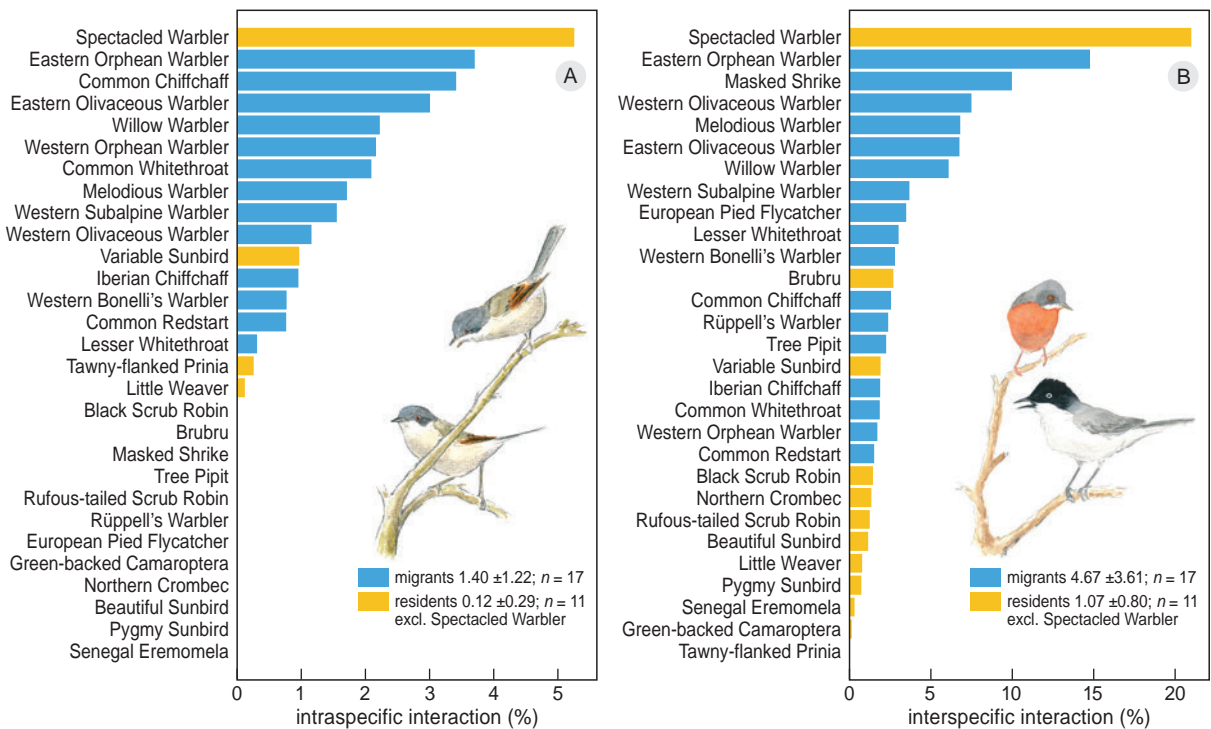 Spectacled Warbler
Eastern Orphean Warbler
Common Chiffchaff
Eastern Olivaceous Warbler
Willow Warbler
Western Orphean Warbler
Common Whitethroat
Melodious Warbler
Western Subalpine Warbler
Western Olivaceous Warbler
Variable Sunbird
Iberian Chiffchaff
Western Bonelli's Warbler
Common Redstart
Lesser Whitethroat
Tawny-flanked Prinia
Little Weaver
Black Scrub Robin
Brubru
Masked Shrike
Tree Pipit
Rufous-tailed Scrub Robin
Rüppell's Warbler
European Pied Flycatcher
Green-backed Camaroptera
Northern Crombec
Beautiful Sunbird
Pygmy Sunbird
Senegal Eremomela
A
migrants 1.40 ±1.22; n = 17
residents 0.12 ±0.29; n = 11
excl. Spectacled Warbler
0 1 2 3 4 5
intraspecific interaction (%)
Spectacled Warbler
Eastern Orphean Warbler
Masked Shrike
Western Olivaceous Warbler
Melodious Warbler
Eastern Olivaceous Warbler
Willow Warbler
Western Subalpine Warbler
European Pied Flycatcher
Lesser Whitethroat
Western Bonelli's Warbler
Brubru
Common Chiffchaff
Rüppell's Warbler
Tree Pipit
Variable Sunbird
Iberian Chiffchaff
Common Whitethroat
Western Orphean Warbler
Common Redstart
Black Scrub Robin
Northern Crombec
Rufous-tailed Scrub Robin
Beautiful Sunbird
Little Weaver
Pygmy Sunbird
Senegal Eremomela
Green-backed Camaroptera
Tawny-flanked Prinia
B
migrants 4.67 ±3.61; n = 17
residents 1.07 ±0.80; n = 11
excl. Spectacled Warbler
0 5 10 15 20
interspecific interaction (%)